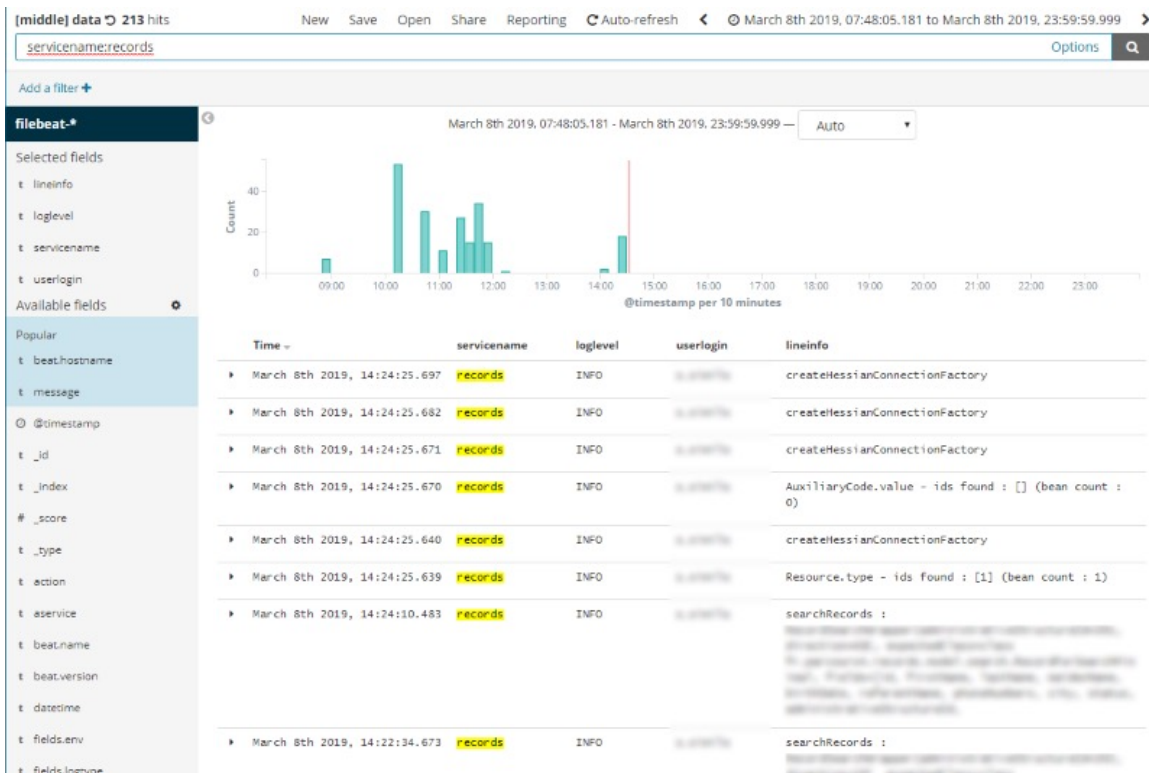 [middle] data 213 hits
New Save Open Share Reporting Auto-refresh March 8th 2019, 07:48:05.181 to March 8th 2019, 23:59:59.999
servicename:records
Options
Add a filter +
filebeat-*
March 8th 2019, 07:48:05.181 - March 8th 2019, 23:59:59.999 — Auto
Selected fields
t lineinfo
t loglevel
t servicename
t userlogin
Available fields
Popular
t beat.hostname
t message
@timestamp
t _id
t _index
# _score
t _type
t action
t aservice
t beat.name
t beat.version
t datetime
t fields.env
t fields.logtype
Count
40
20
0
09:00 10:00 11:00 12:00 13:00 14:00 15:00 16:00 17:00 18:00 19:00 20:00 21:00 22:00 23:00
@timestamp per 10 minutes
Time servicename loglevel userlogin lineinfo
March 8th 2019, 14:24:25.697 records INFO createHessianConnectionFactory
March 8th 2019, 14:24:25.682 records INFO createHessianConnectionFactory
March 8th 2019, 14:24:25.671 records INFO createHessianConnectionFactory
March 8th 2019, 14:24:25.670 records INFO AuxiliaryCode.value - ids found : [] (bean count :
0)
March 8th 2019, 14:24:25.640 records INFO createHessianConnectionFactory
March 8th 2019, 14:24:25.639 records INFO Resource.type - ids found : [1] (bean count : 1)
March 8th 2019, 14:24:10.483 records INFO searchRecords :
March 8th 2019, 14:22:34.673 records INFO searchRecords :